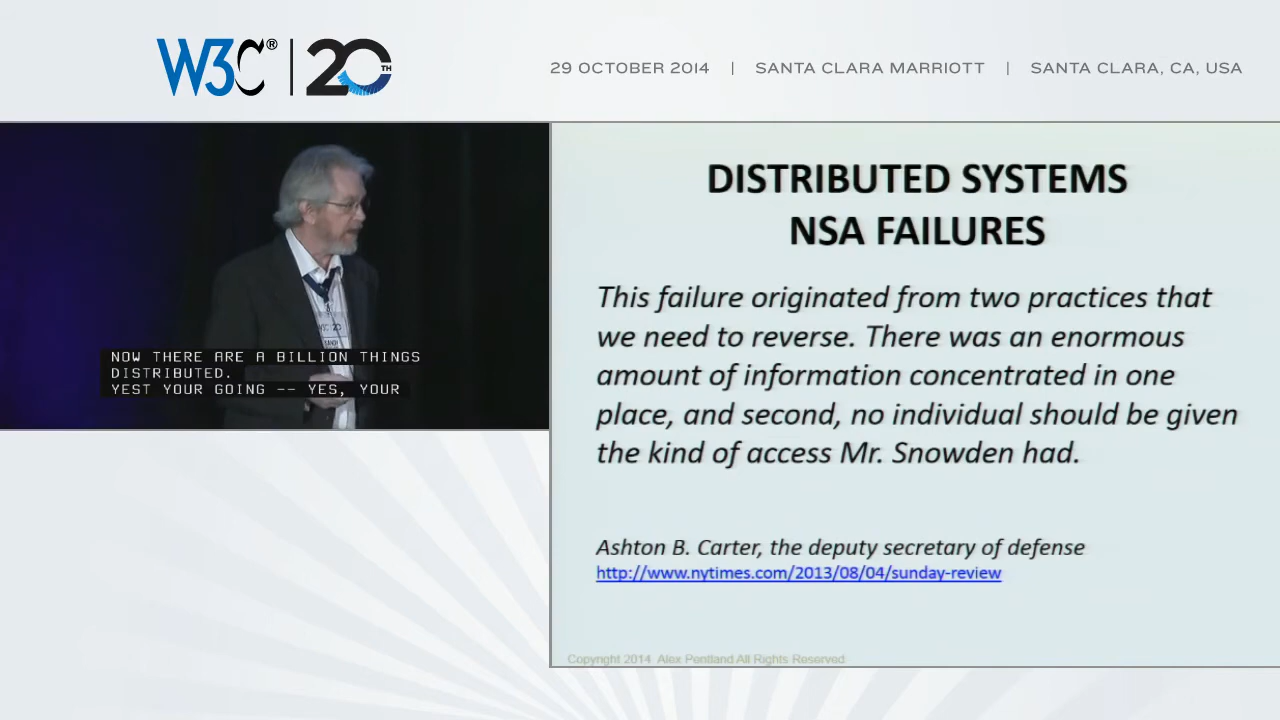 W3C® | 20TH
29 OCTOBER 2014 | SANTA CLARA MARRIOTT | SANTA CLARA, CA, USA
NOW THERE ARE A BILLION THINGS
DISTRIBUTED.
YEST YOUR GOING -- YES, YOUR
DISTRIBUTED SYSTEMS
NSA FAILURES
This failure originated from two practices that
we need to reverse. There was an enormous
amount of information concentrated in one
place, and second, no individual should be given
the kind of access Mr. Snowden had.
Ashton B. Carter, the deputy secretary of defense
http://www.nytimes.com/2013/08/04/sunday-review
Copyright 2014 Alex Pentland All Rights Reserved